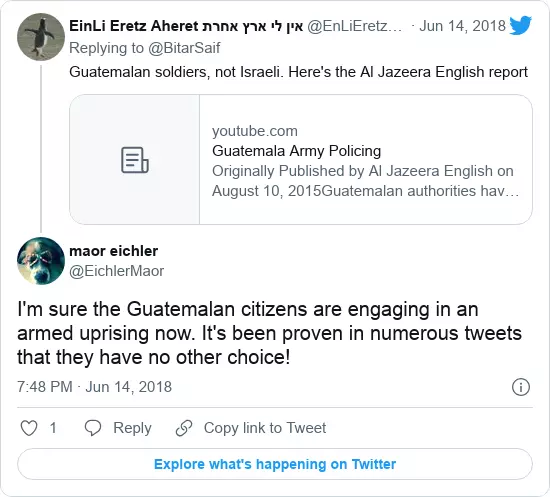 EinLi Eretz Aheret אין לי ארץ אחרת @EnLiEretz… · Jun 14, 2018
Replying to @BitarSaif
Guatemalan soldiers, not Israeli. Here's the Al Jazeera English report
youtube.com
Guatemala Army Policing
Originally Published by Al Jazeera English on
August 10, 2015Guatemalan authorities hav…
maor eichler
@EichlerMaor
I'm sure the Guatemalan citizens are engaging in an
armed uprising now. It's been proven in numerous tweets
that they have no other choice!
7:48 PM · Jun 14, 2018
1 Reply Copy link to Tweet
Explore what's happening on Twitter